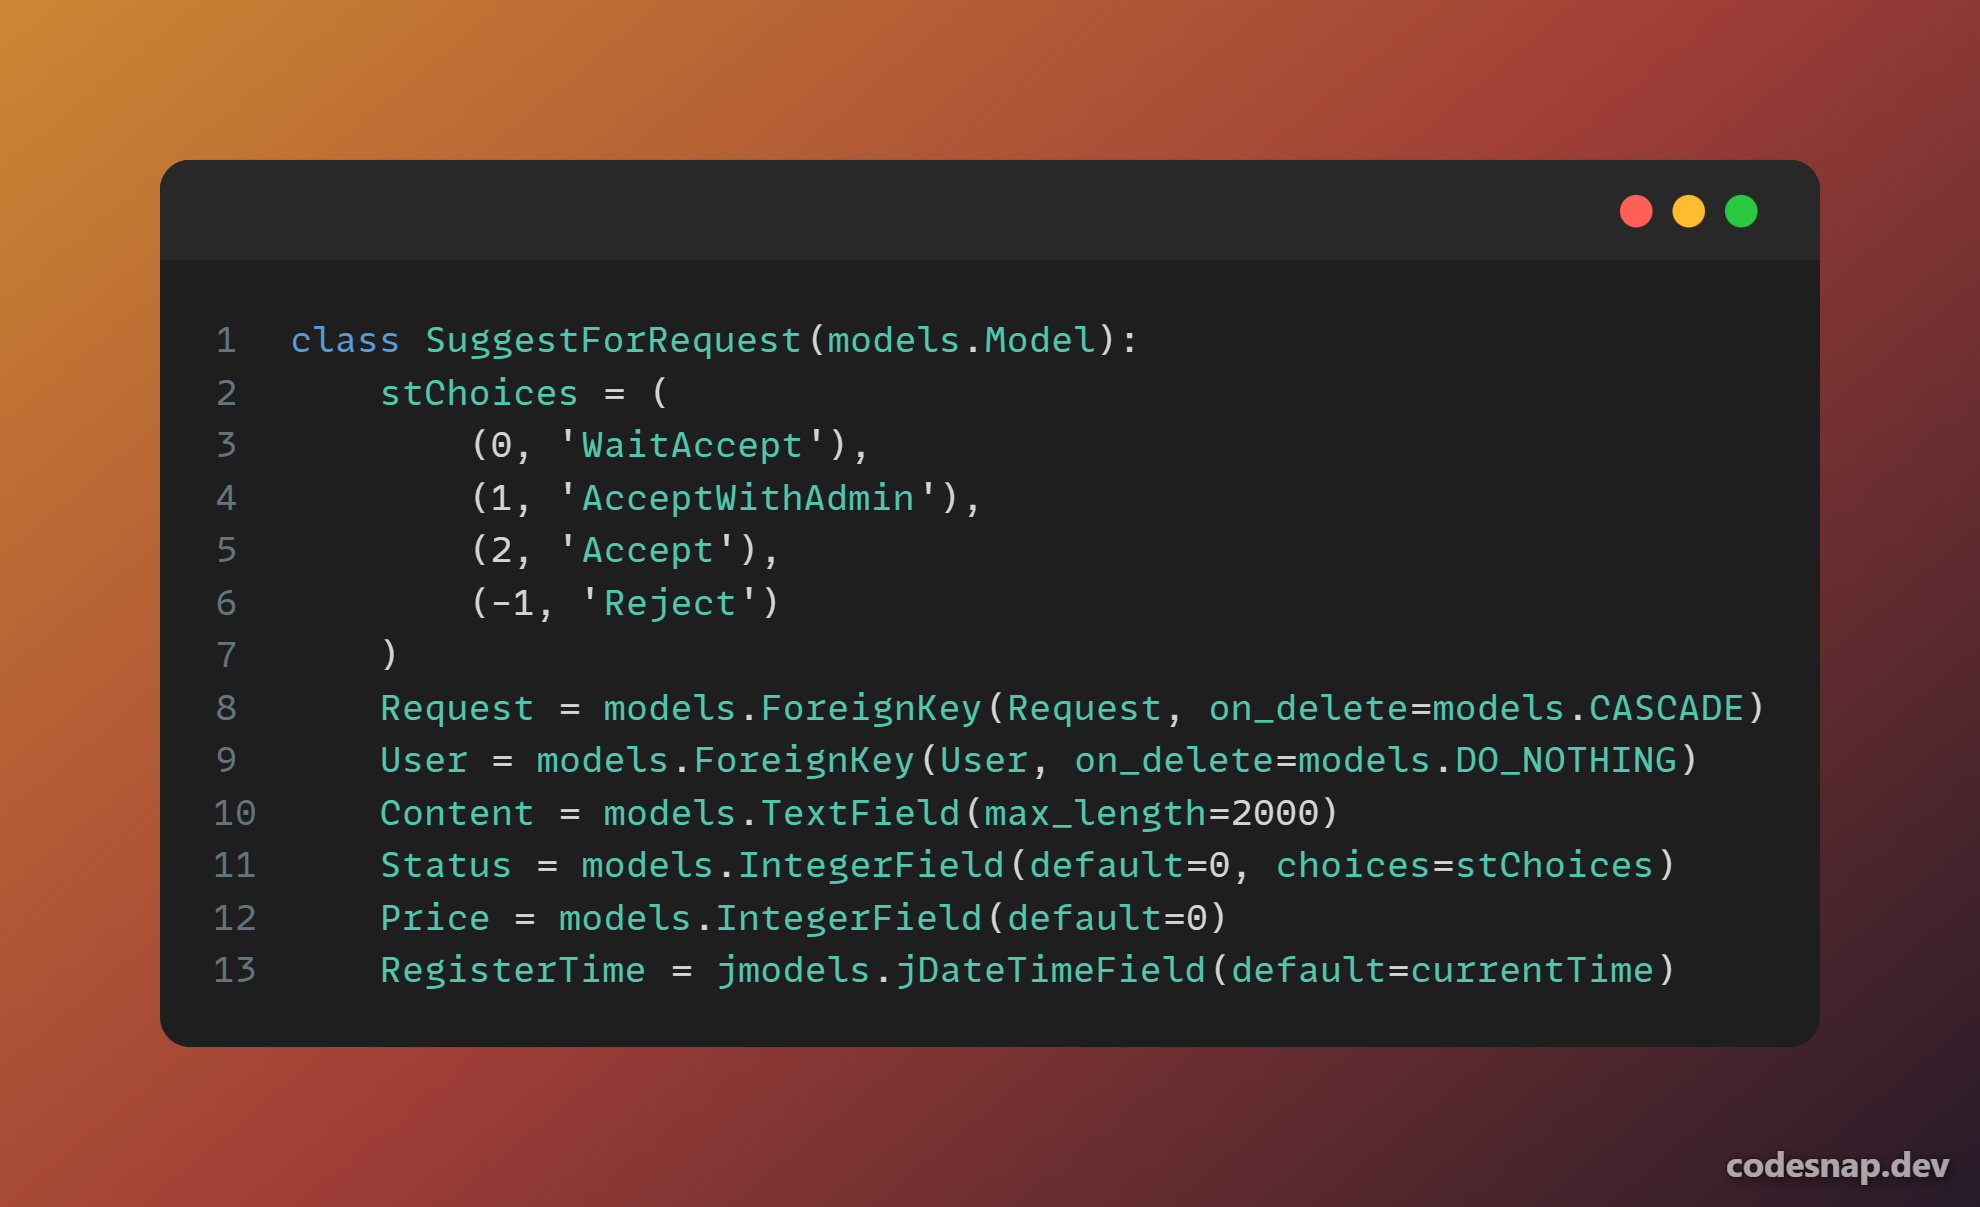 1 class SuggestForRequest(models.Model):
2     stChoices = (
3         (0, 'WaitAccept'),
4         (1, 'AcceptWithAdmin'),
5         (2, 'Accept'),
6         (-1, 'Reject')
7     )
8     Request = models.ForeignKey(Request, on_delete=models.CASCADE)
9     User = models.ForeignKey(User, on_delete=models.DO_NOTHING)
10     Content = models.TextField(max_length=2000)
11     Status = models.IntegerField(default=0, choices=stChoices)
12     Price = models.IntegerField(default=0)
13     RegisterTime = jmodels.jDateTimeField(default=currentTime)
codesnap.dev